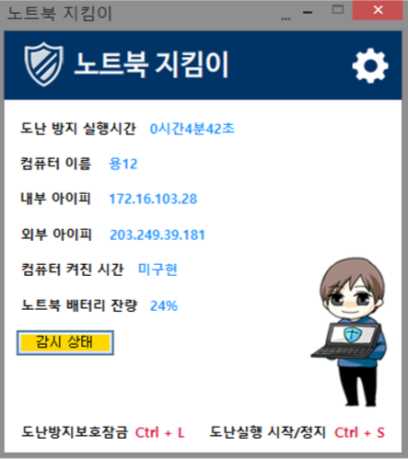 노트북 지킴이
노트북 지킴이
도난 방지 실행시간 0시간4분42초
컴퓨터 이름 용12
내부 아이피 172.16.103.28
외부 아이피 203.249.39.181
컴퓨터 켜진 시간 미구현
노트북 배터리 잔량 24%
감시 상태
도난방지보호잠금 Ctrl + L 도난실행 시작/정지 Ctrl + S